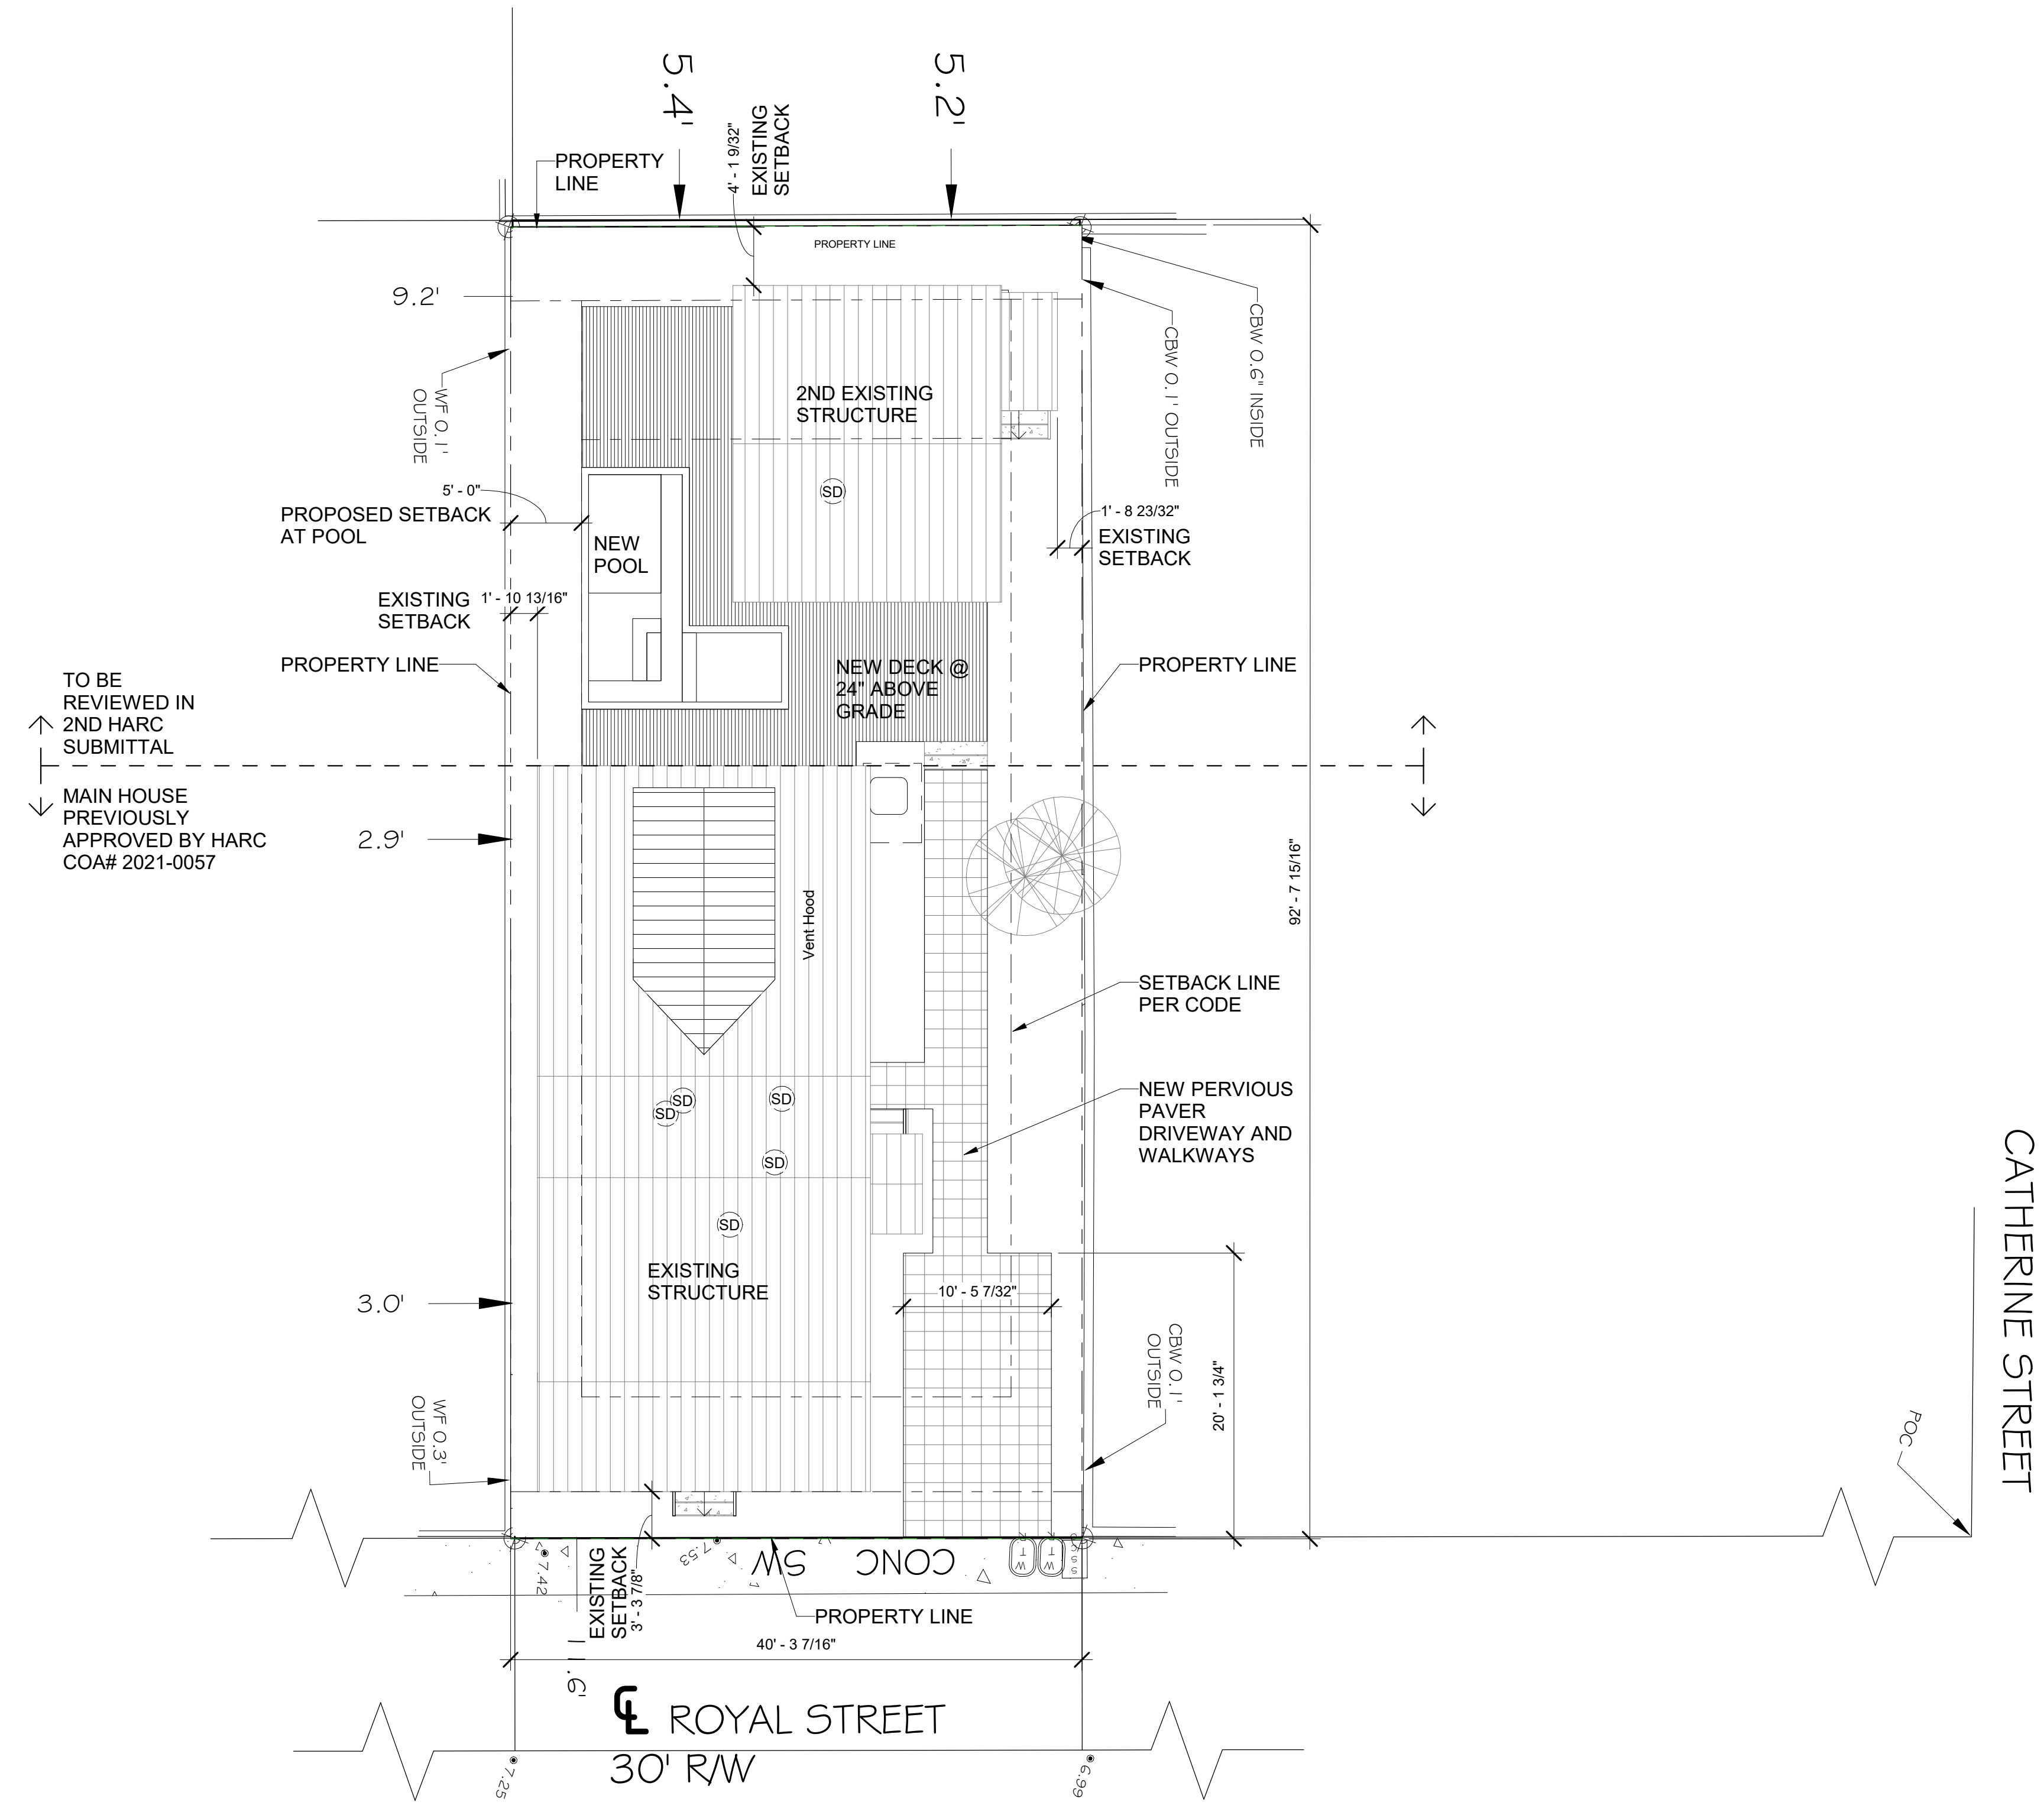 5.4'
5.2'
4' - 1 9/32"
EXISTING
SETBACK
PROPERTY
LINE
PROPERTY LINE
9.2'
WF 0.1'
OUTSIDE
CBW 0.1' OUTSIDE
CBW 0.6" INSIDE
2ND EXISTING
STRUCTURE
SD
5' - 0"
PROPOSED SETBACK
AT POOL
NEW
POOL
1' - 8 23/32"
EXISTING
SETBACK
EXISTING
SETBACK
1' - 10 13/16"
PROPERTY LINE
NEW DECK @
24" ABOVE
GRADE
PROPERTY LINE
TO BE
REVIEWED IN
2ND HARC
SUBMITTAL
MAIN HOUSE
PREVIOUSLY
APPROVED BY HARC
COA# 2021-0057
2.9'
Vent Hood
92' - 7 15/16"
SETBACK LINE
PER CODE
NEW PERVIOUS
PAVER
DRIVEWAY AND
WALKWAYS
SD
SD
SD
SD
SD
EXISTING
STRUCTURE
10' - 5 7/32"
3.0'
CBW 0.1'
OUTSIDE
20' - 1 3/4"
CATHERINE STREET
POC
WF 0.3'
OUTSIDE
7.42
7.53
CONC SW
W
T
W
T
EXISTING
SETBACK
3' - 3 7/8"
PROPERTY LINE
40' - 3 7/16"
11.6'
ROYAL STREET
30' R/W
7.25
6.99